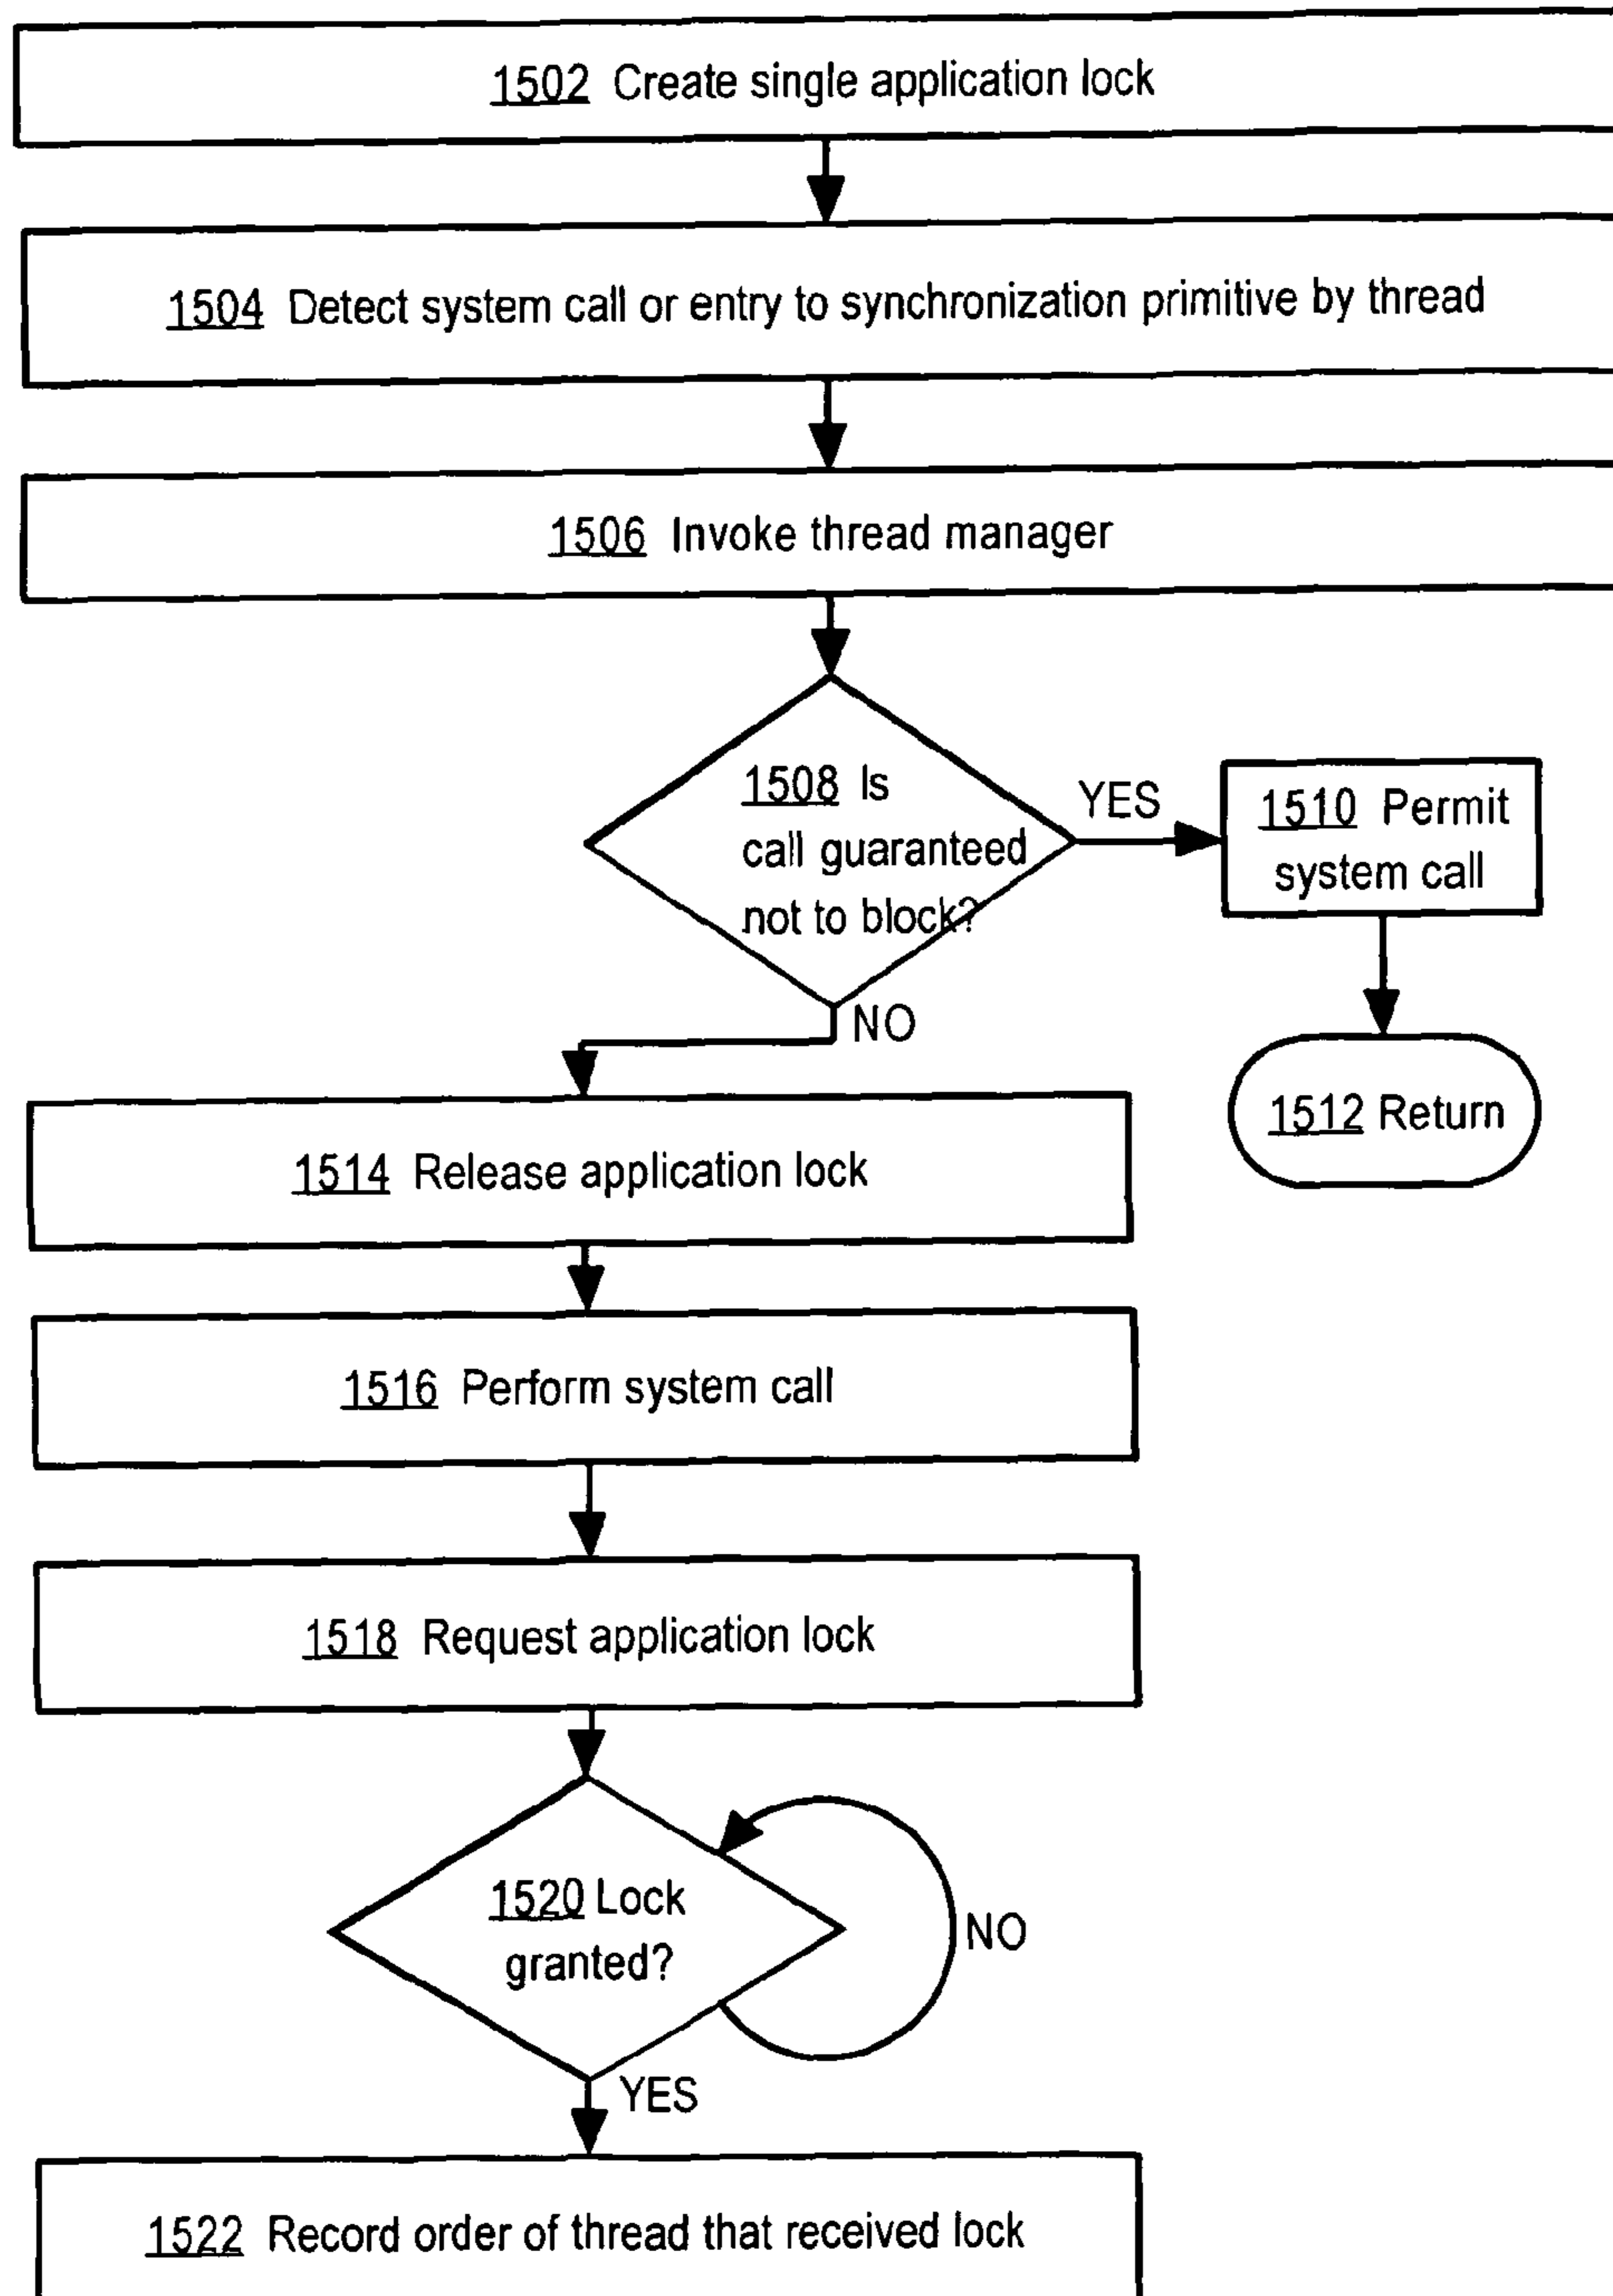 1502 Create single application lock
1504 Detect system call or entry to synchronization primitive by thread
1506 Invoke thread manager
1508 Is
call guaranteed
not to block?
YES
1510 Permit
system call
1512 Return
NO
1514 Release application lock
1516 Perform system call
1518 Request application lock
1520 Lock
granted?
NO
YES
1522 Record order of thread that received lock